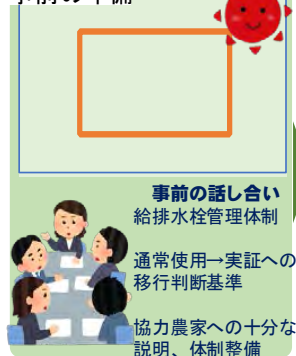 事前の準備
事前の話し合い
給排水栓管理体制
通常使用→実証への
移行判断基準
協力農家への十分な
説明、体制整備